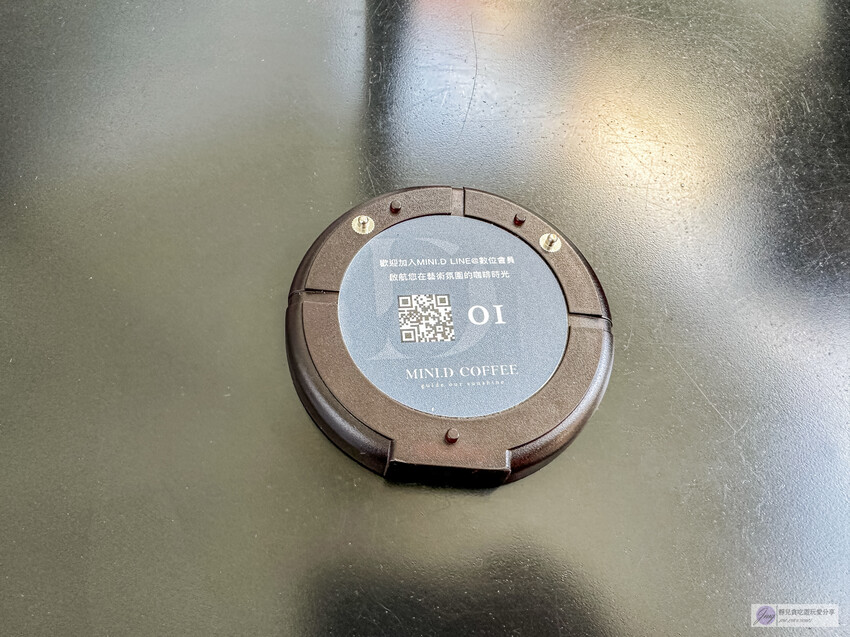 歡迎加入MINI.D LINE@數位會員
啟航您在藝術氛圍的咖啡時光
01
MINI.D COFFEE
guide our sunshine